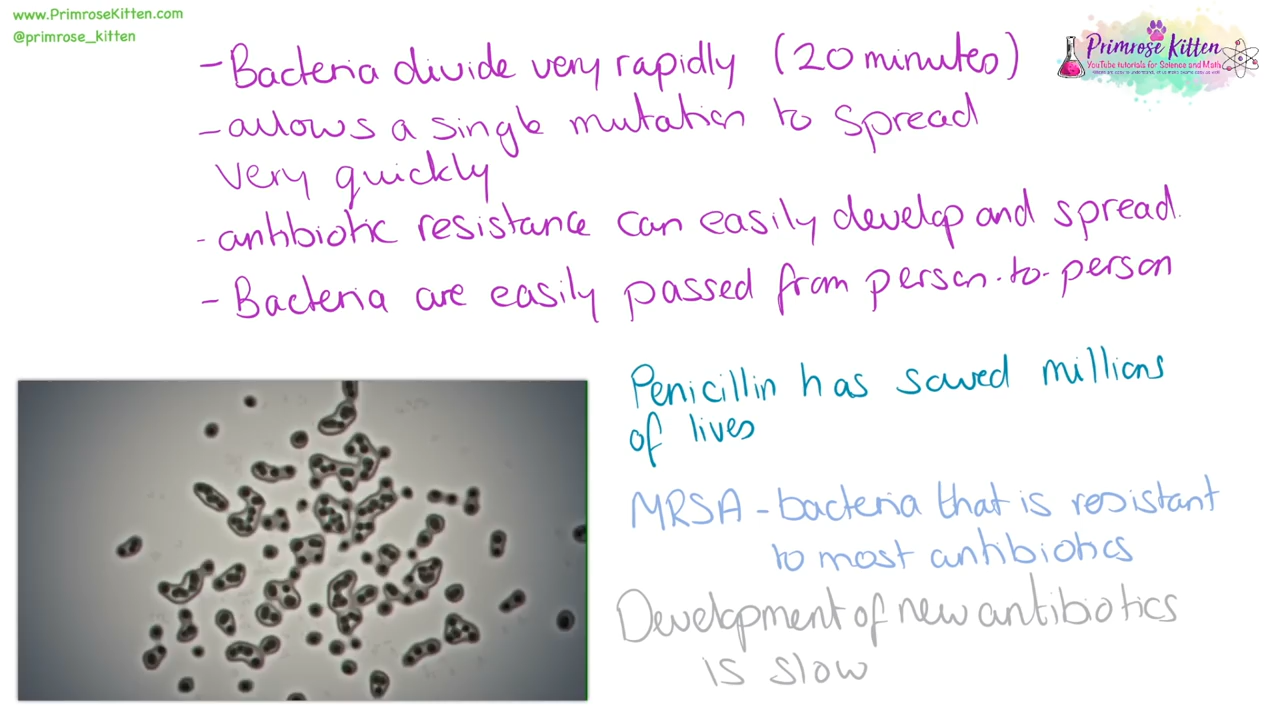 www.PrimroseKitten.com
@primrose_kitten
Primrose Kitten
YouTube tutorials for Science and Math
- Bacteria divide very rapidly (20 minutes)
- allows a single mutation to spread
very quickly
- antibiotic resistance can easily develop and spread.
- Bacteria are easily passed from person-to-person
Penicillin has saved millions
of lives
MRSA - bacteria that is resistant
to most antibiotics
Development of new antibiotics
is slow